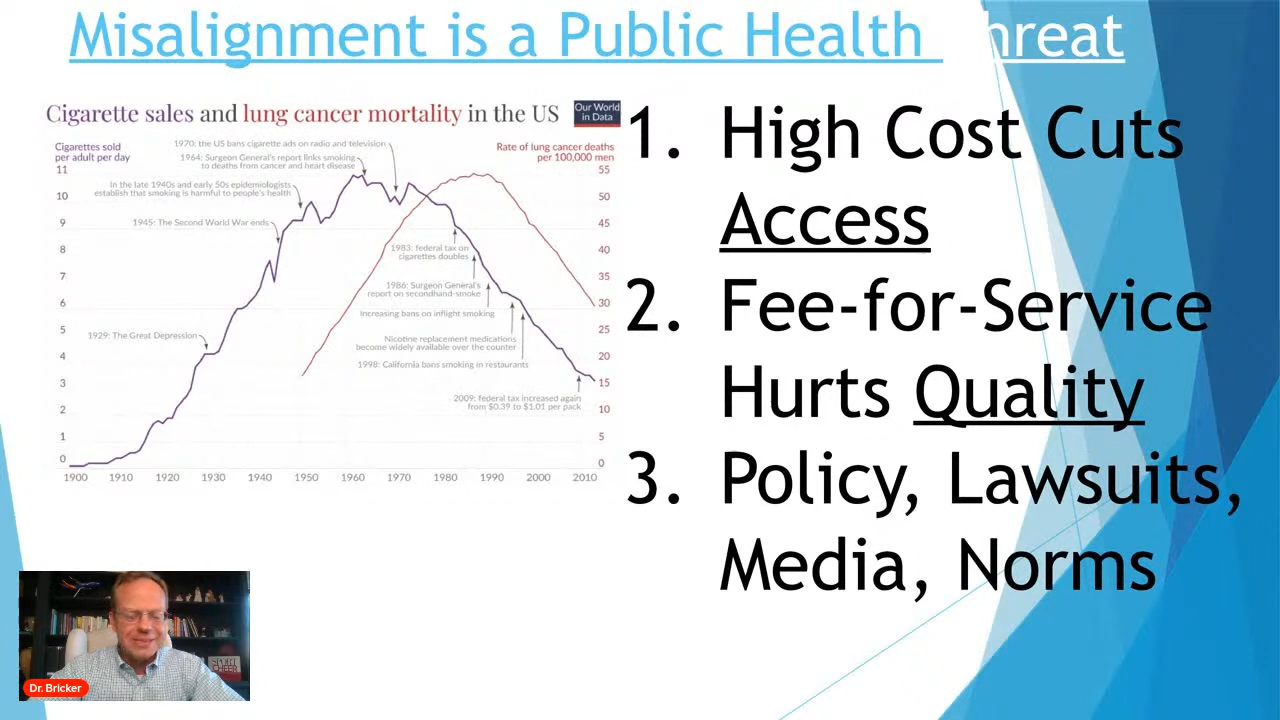 Misalignment is a Public Health Threat
Cigarette sales and lung cancer mortality in the US
Our World
in Data
Cigarettes sold
per adult per day
Rate of lung cancer deaths
per 100,000 men
1970: the US bans cigarette ads on radio and television
1964: Surgeon General's report links smoking
to deaths from cancer and heart disease
In the late 1940s and early 50s epidemiologists
establish that smoking is harmful to people's health
1945: The Second World War ends
1929: The Great Depression
1983: federal tax on
cigarettes doubles
1986: Surgeon General's
report on secondhand-smoke
Increasing bans on inflight smoking
Nicotine replacement medications
become widely available over the counter
1998: California bans smoking in restaurants
2009: federal tax increased again
from $0.39 to $1.01 per pack
11
10
9
8
7
6
5
4
3
2
1
0
55
50
45
40
35
30
25
20
15
10
5
0
1900 1910 1920 1930 1940 1950 1960 1970 1980 1990 2000 2010
1. High Cost Cuts
Access
2. Fee-for-Service
Hurts Quality
3. Policy, Lawsuits,
Media, Norms
Dr. Bricker